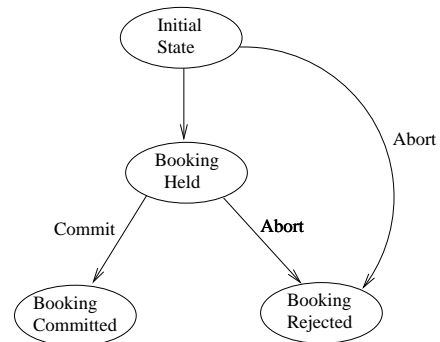 Initial
State
Abort
Booking
Held
Commit
Abort
Booking
Committed
Booking
Rejected